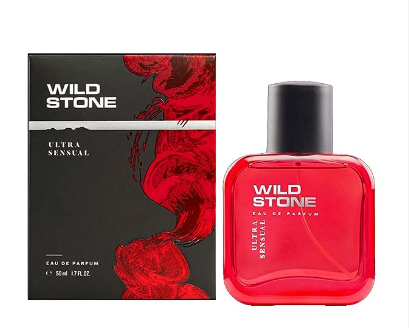 WILD
STONE
ULTRA
SENSUAL
EAU DE PARFUM
℮ 50 ml 1.7 FL.OZ.
WILD
STONE
EAU DE PARFUM
ULTRA
SENSUAL